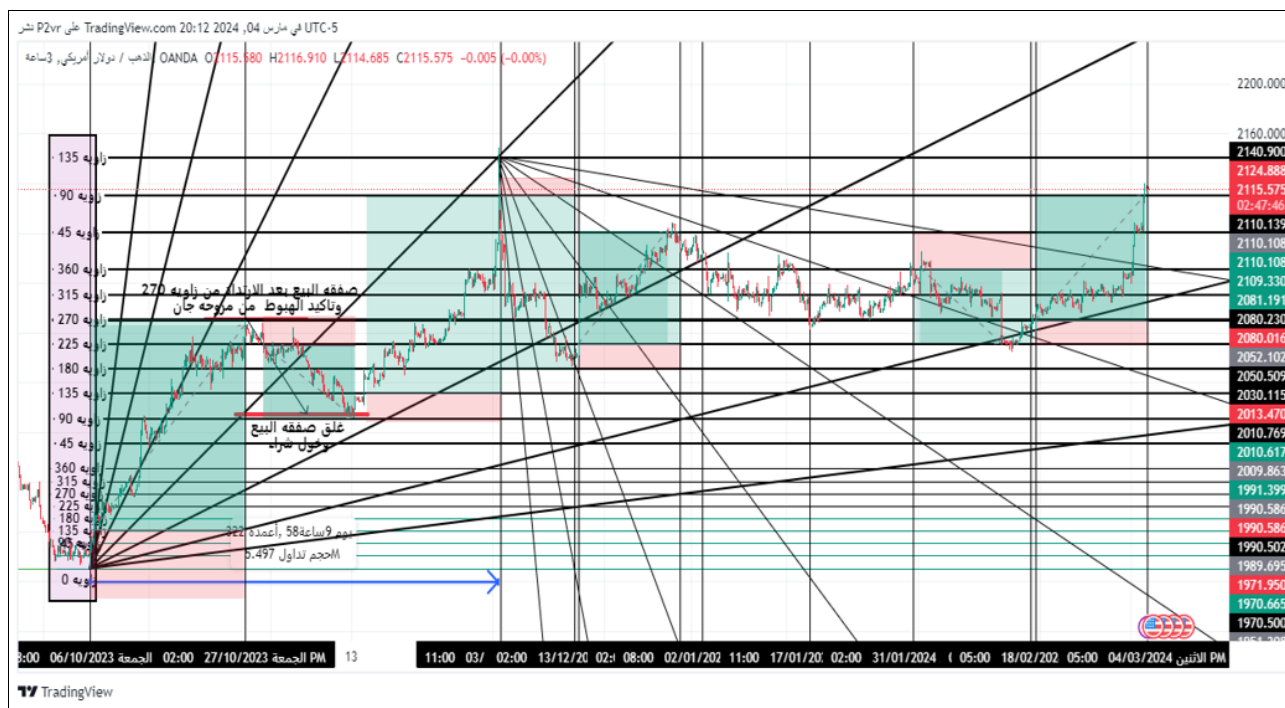 نشر P2vr على TradingView.com في مارس 04, 2024 20:12 UTC-5
الذهب / دولار أمريكي, 3ساعة OANDA O2115.580 H2116.910 L2114.685 C2115.575 -0.005 (-0.00%)
2200.000
2160.000
2140.900
2124.888
2115.575
02:47:46
2110.139
2110.108
2110.108
2109.330
2081.191
2080.230
2080.016
2052.102
2050.509
2030.115
2013.470
2010.769
2010.617
2009.863
1991.399
1990.586
1990.586
1990.502
1989.695
1971.950
1970.665
1970.500
زاويه 135
زاويه 90
زاويه 45
زاويه 360
زاويه 315
زاويه 270
زاويه 225
زاويه 180
زاويه 135
زاويه 90
زاويه 45
زاويه 360
زاويه 315
زاويه 270
زاويه 225
زاويه 180
زاويه 135
زاويه 0
صفقه البيع بعد الارتداد من زاويه 270
وتاكيد الهبوط من مروحه جان
غلق صفقه البيع
شراء
322 أعمدة, 58يوم 9ساعة
حجم تداول 5.497M
الجمعة 06/10/2023
02:00
الجمعة 27/10/2023 PM
13
11:00
03/
02:00
13/12/20
08:00
02/01/202
11:00
17/01/20
02:00
31/01/2024
05:00
18/02/202
05:00
الاثنين 04/03/2024 PM
TradingView